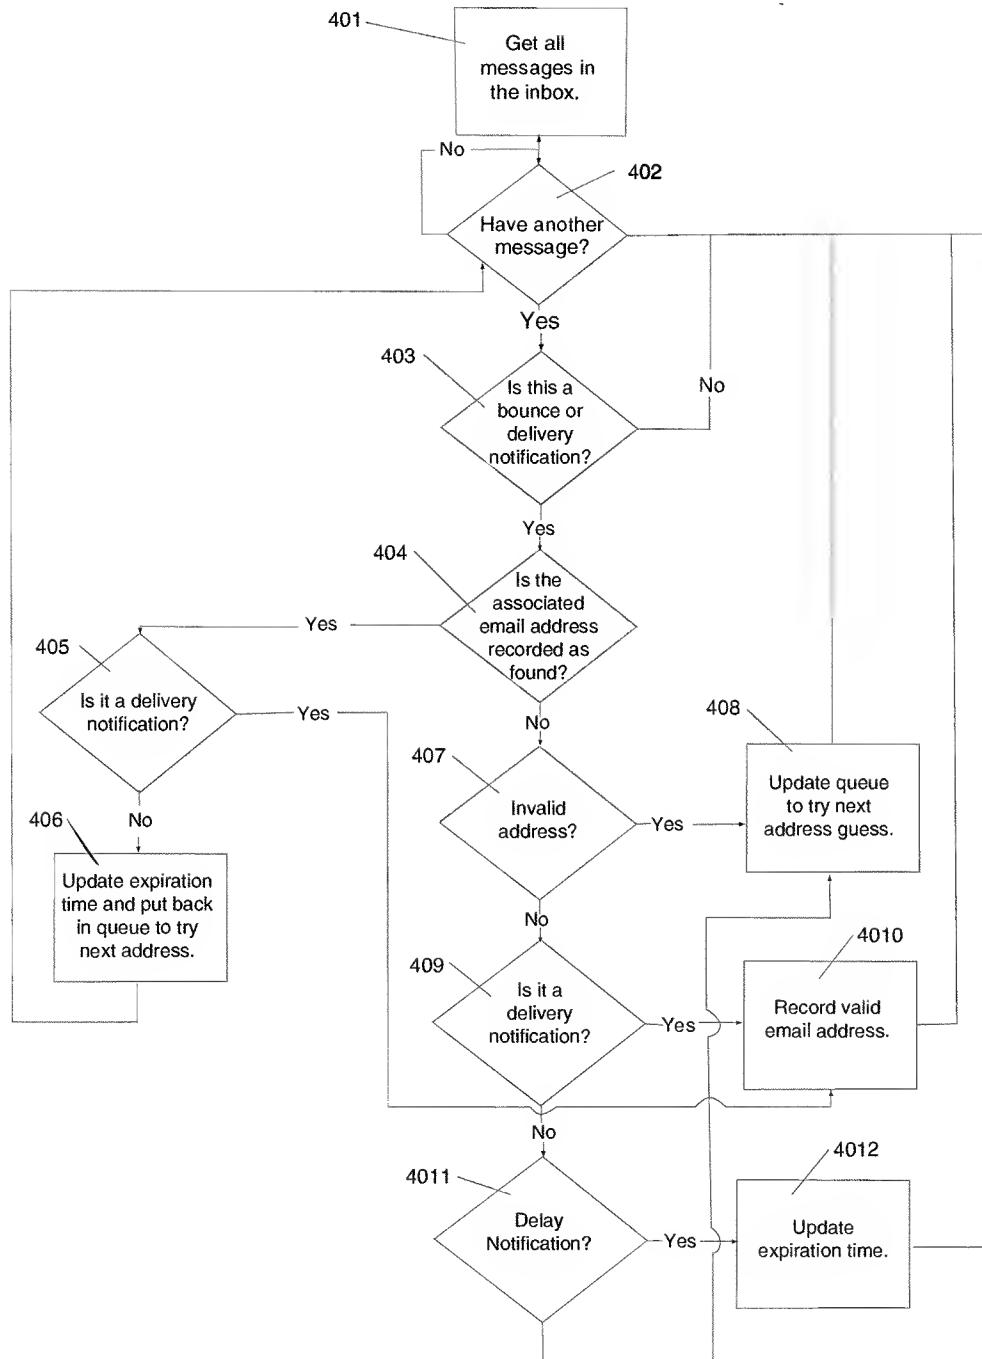 401
Get all
messages in
the inbox.
No
402
Have another
message?
Yes
403
Is this a
bounce or
delivery
notification?
No
Yes
404
Is the
associated
email address
recorded as
found?
Yes
405
Is it a delivery
notification?
Yes
No
406
Update expiration
time and put back
in queue to try
next address.
No
407
Invalid
address?
Yes
408
Update queue
to try next
address guess.
No
409
Is it a
delivery
notification?
Yes
4010
Record valid
email address.
No
4011
Delay
Notification?
Yes
4012
Update
expiration time.